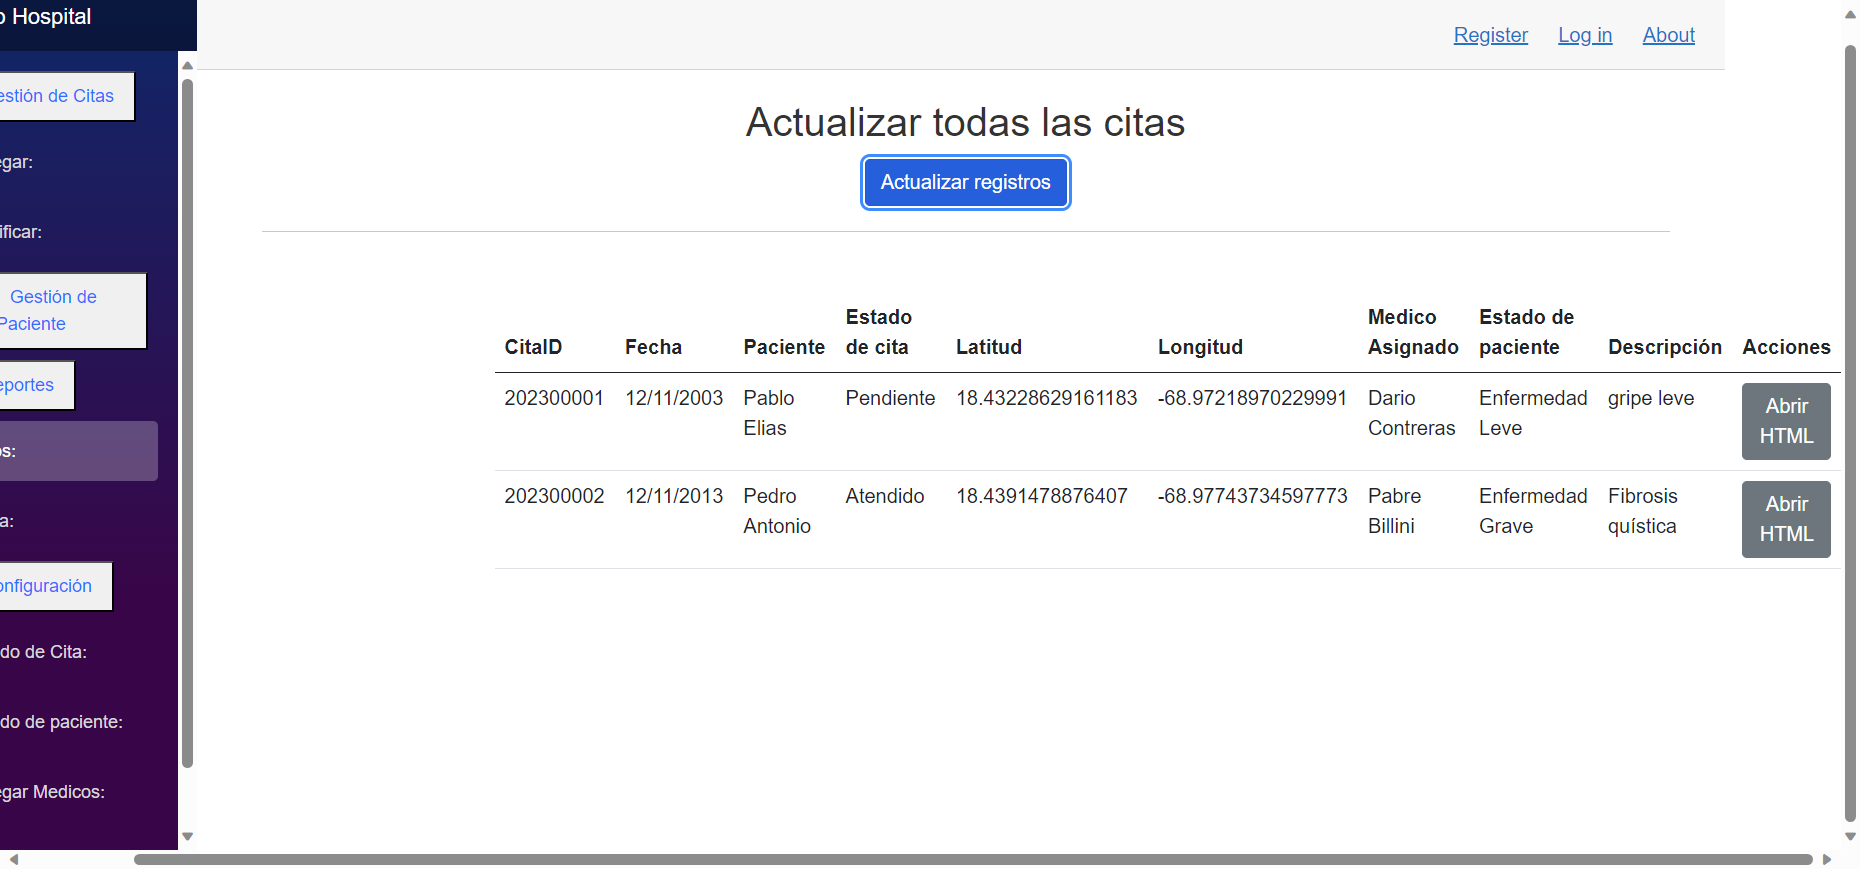 Hospital
Register Log in About
estión de Citas
egar:
ificar:
Gestión de
Paciente
eportes
s:
a:
onfiguración
do de Cita:
do de paciente:
egar Medicos:
Actualizar todas las citas
Actualizar registros
CitaID Fecha Paciente Estado de cita Latitud Longitud Medico Asignado Estado de paciente Descripción Acciones
202300001 12/11/2003 Pablo Elias Pendiente 18.43228629161183 -68.97218970229991 Dario Contreras Enfermedad Leve gripe leve Abrir HTML
202300002 12/11/2013 Pedro Antonio Atendido 18.4391478876407 -68.97743734597773 Pabre Billini Enfermedad Grave Fibrosis quística Abrir HTML